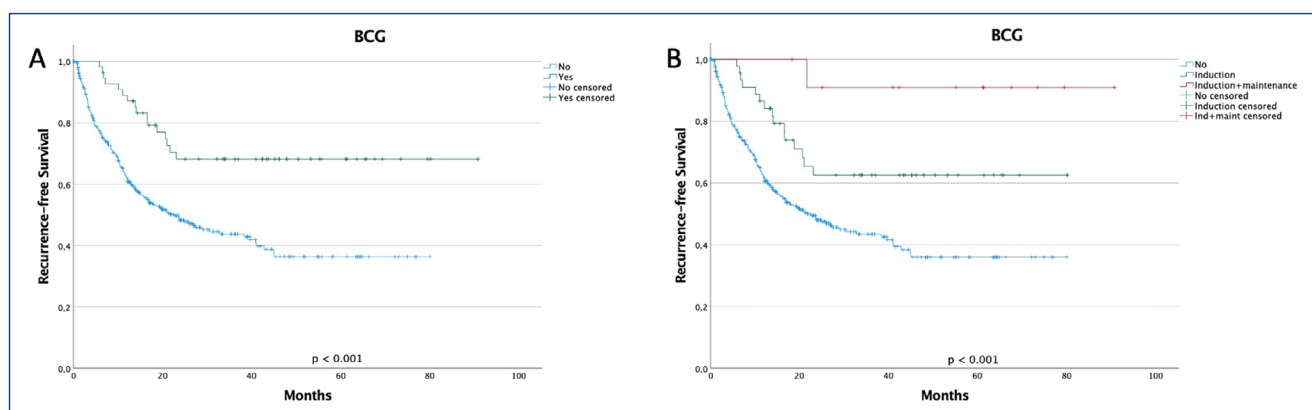 A
BCG
Recurrence-free Survival
1,0
0,8
0,6
0,4
0,2
0,0
0
20
40
60
80
100
Months
p < 0.001
No
Yes
No censored
Yes censored
B
BCG
Recurrence-free Survival
1,0
0,8
0,6
0,4
0,2
0,0
0
20
40
60
80
100
Months
p < 0.001
No
Induction
Induction+maintenance
No censored
Induction censored
Ind+maint censored